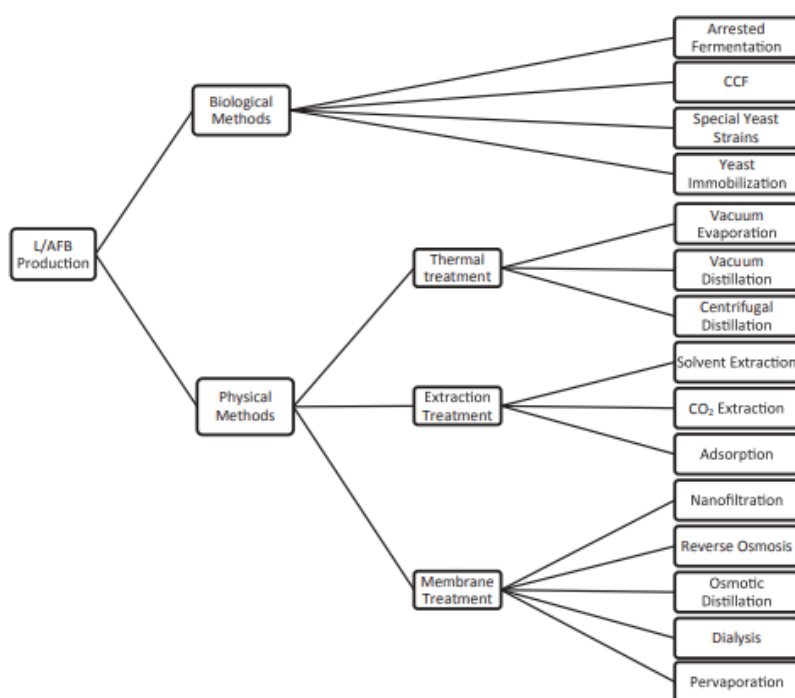 Arrested
Fermentation
CCF
Biological
Methods
Special Yeast
Strains
Yeast
Immobilization
L/AFB
Production
Vacuum
Evaporation
Thermal
treatment
Vacuum
Distillation
Centrifugal
Distillation
Physical
Methods
Solvent Extraction
Extraction
Treatment
CO₂ Extraction
Adsorption
Nanofiltration
Reverse Osmosis
Membrane
Treatment
Osmotic
Distillation
Dialysis
Pervaporation